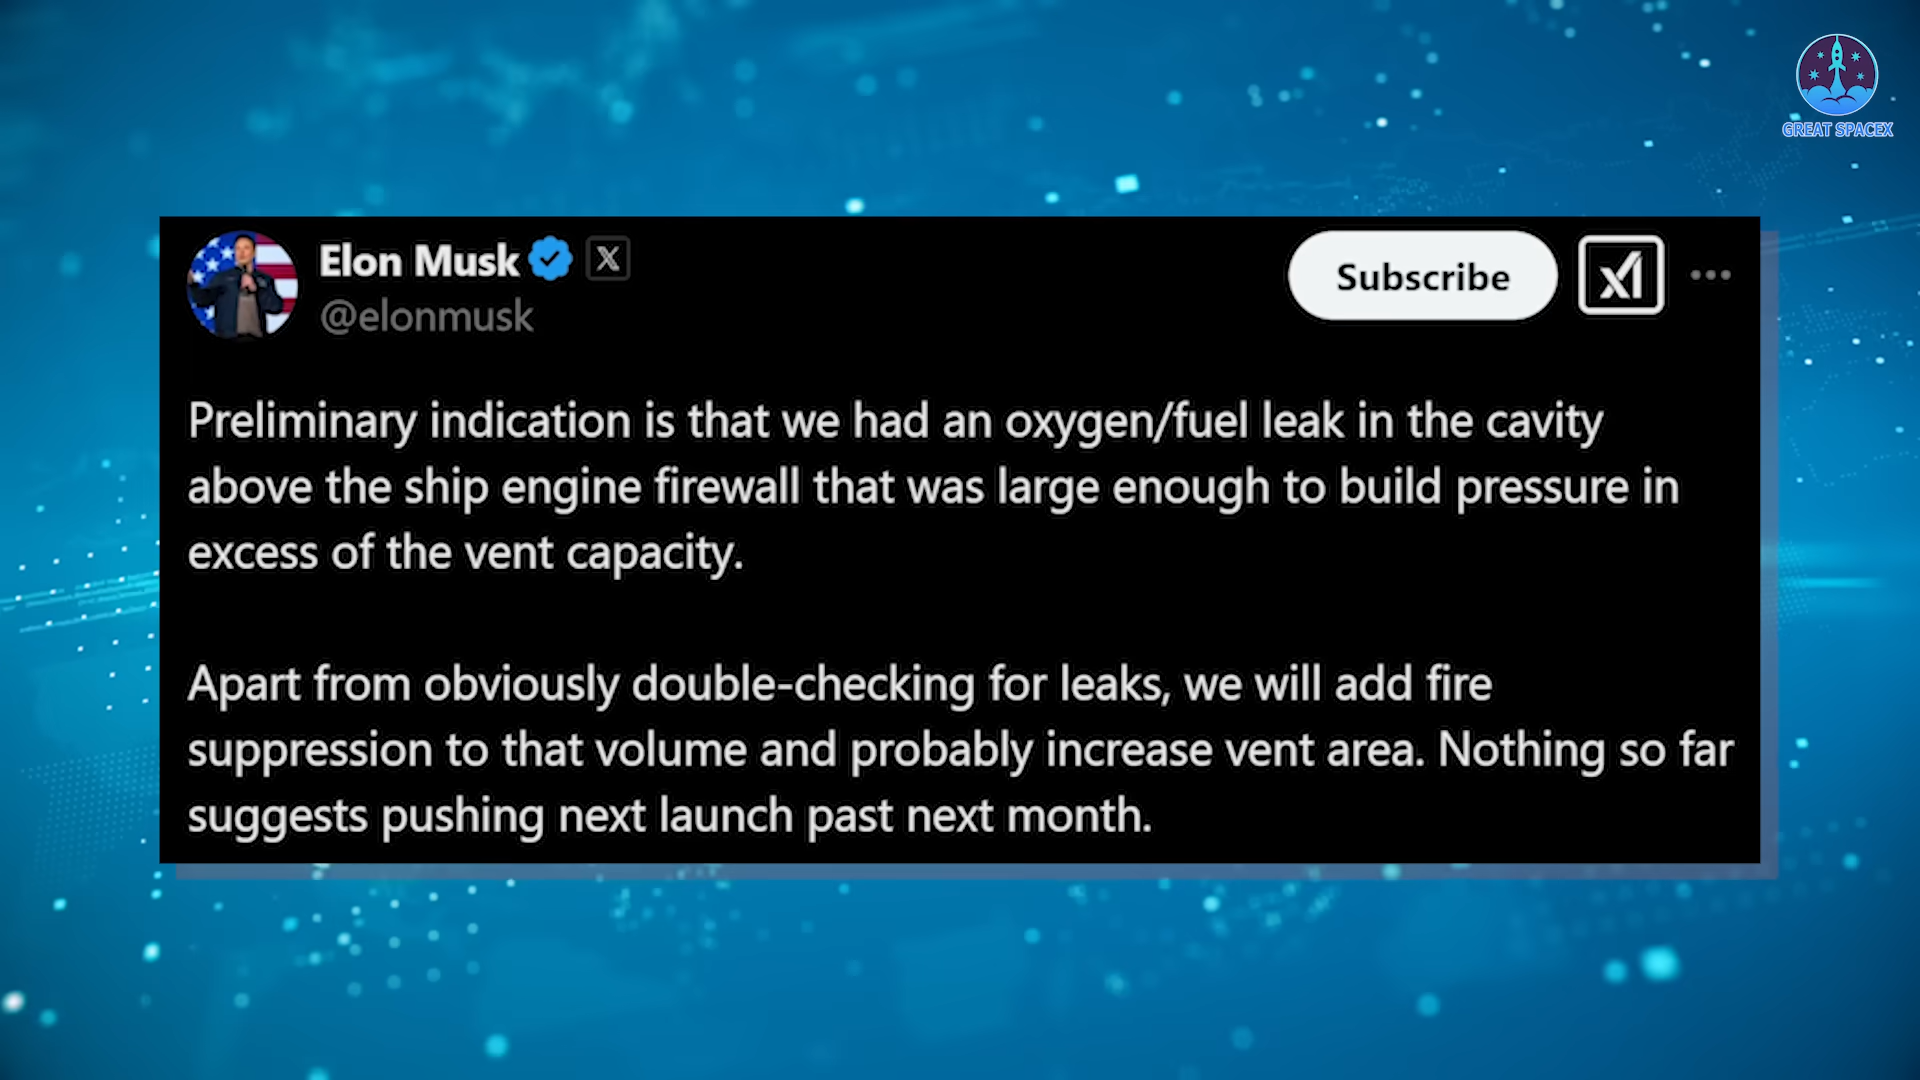 GREAT SPACEX
Elon Musk
@elonmusk
Subscribe
Preliminary indication is that we had an oxygen/fuel leak in the cavity
above the ship engine firewall that was large enough to build pressure in
excess of the vent capacity.
Apart from obviously double-checking for leaks, we will add fire
suppression to that volume and probably increase vent area. Nothing so far
suggests pushing next launch past next month.